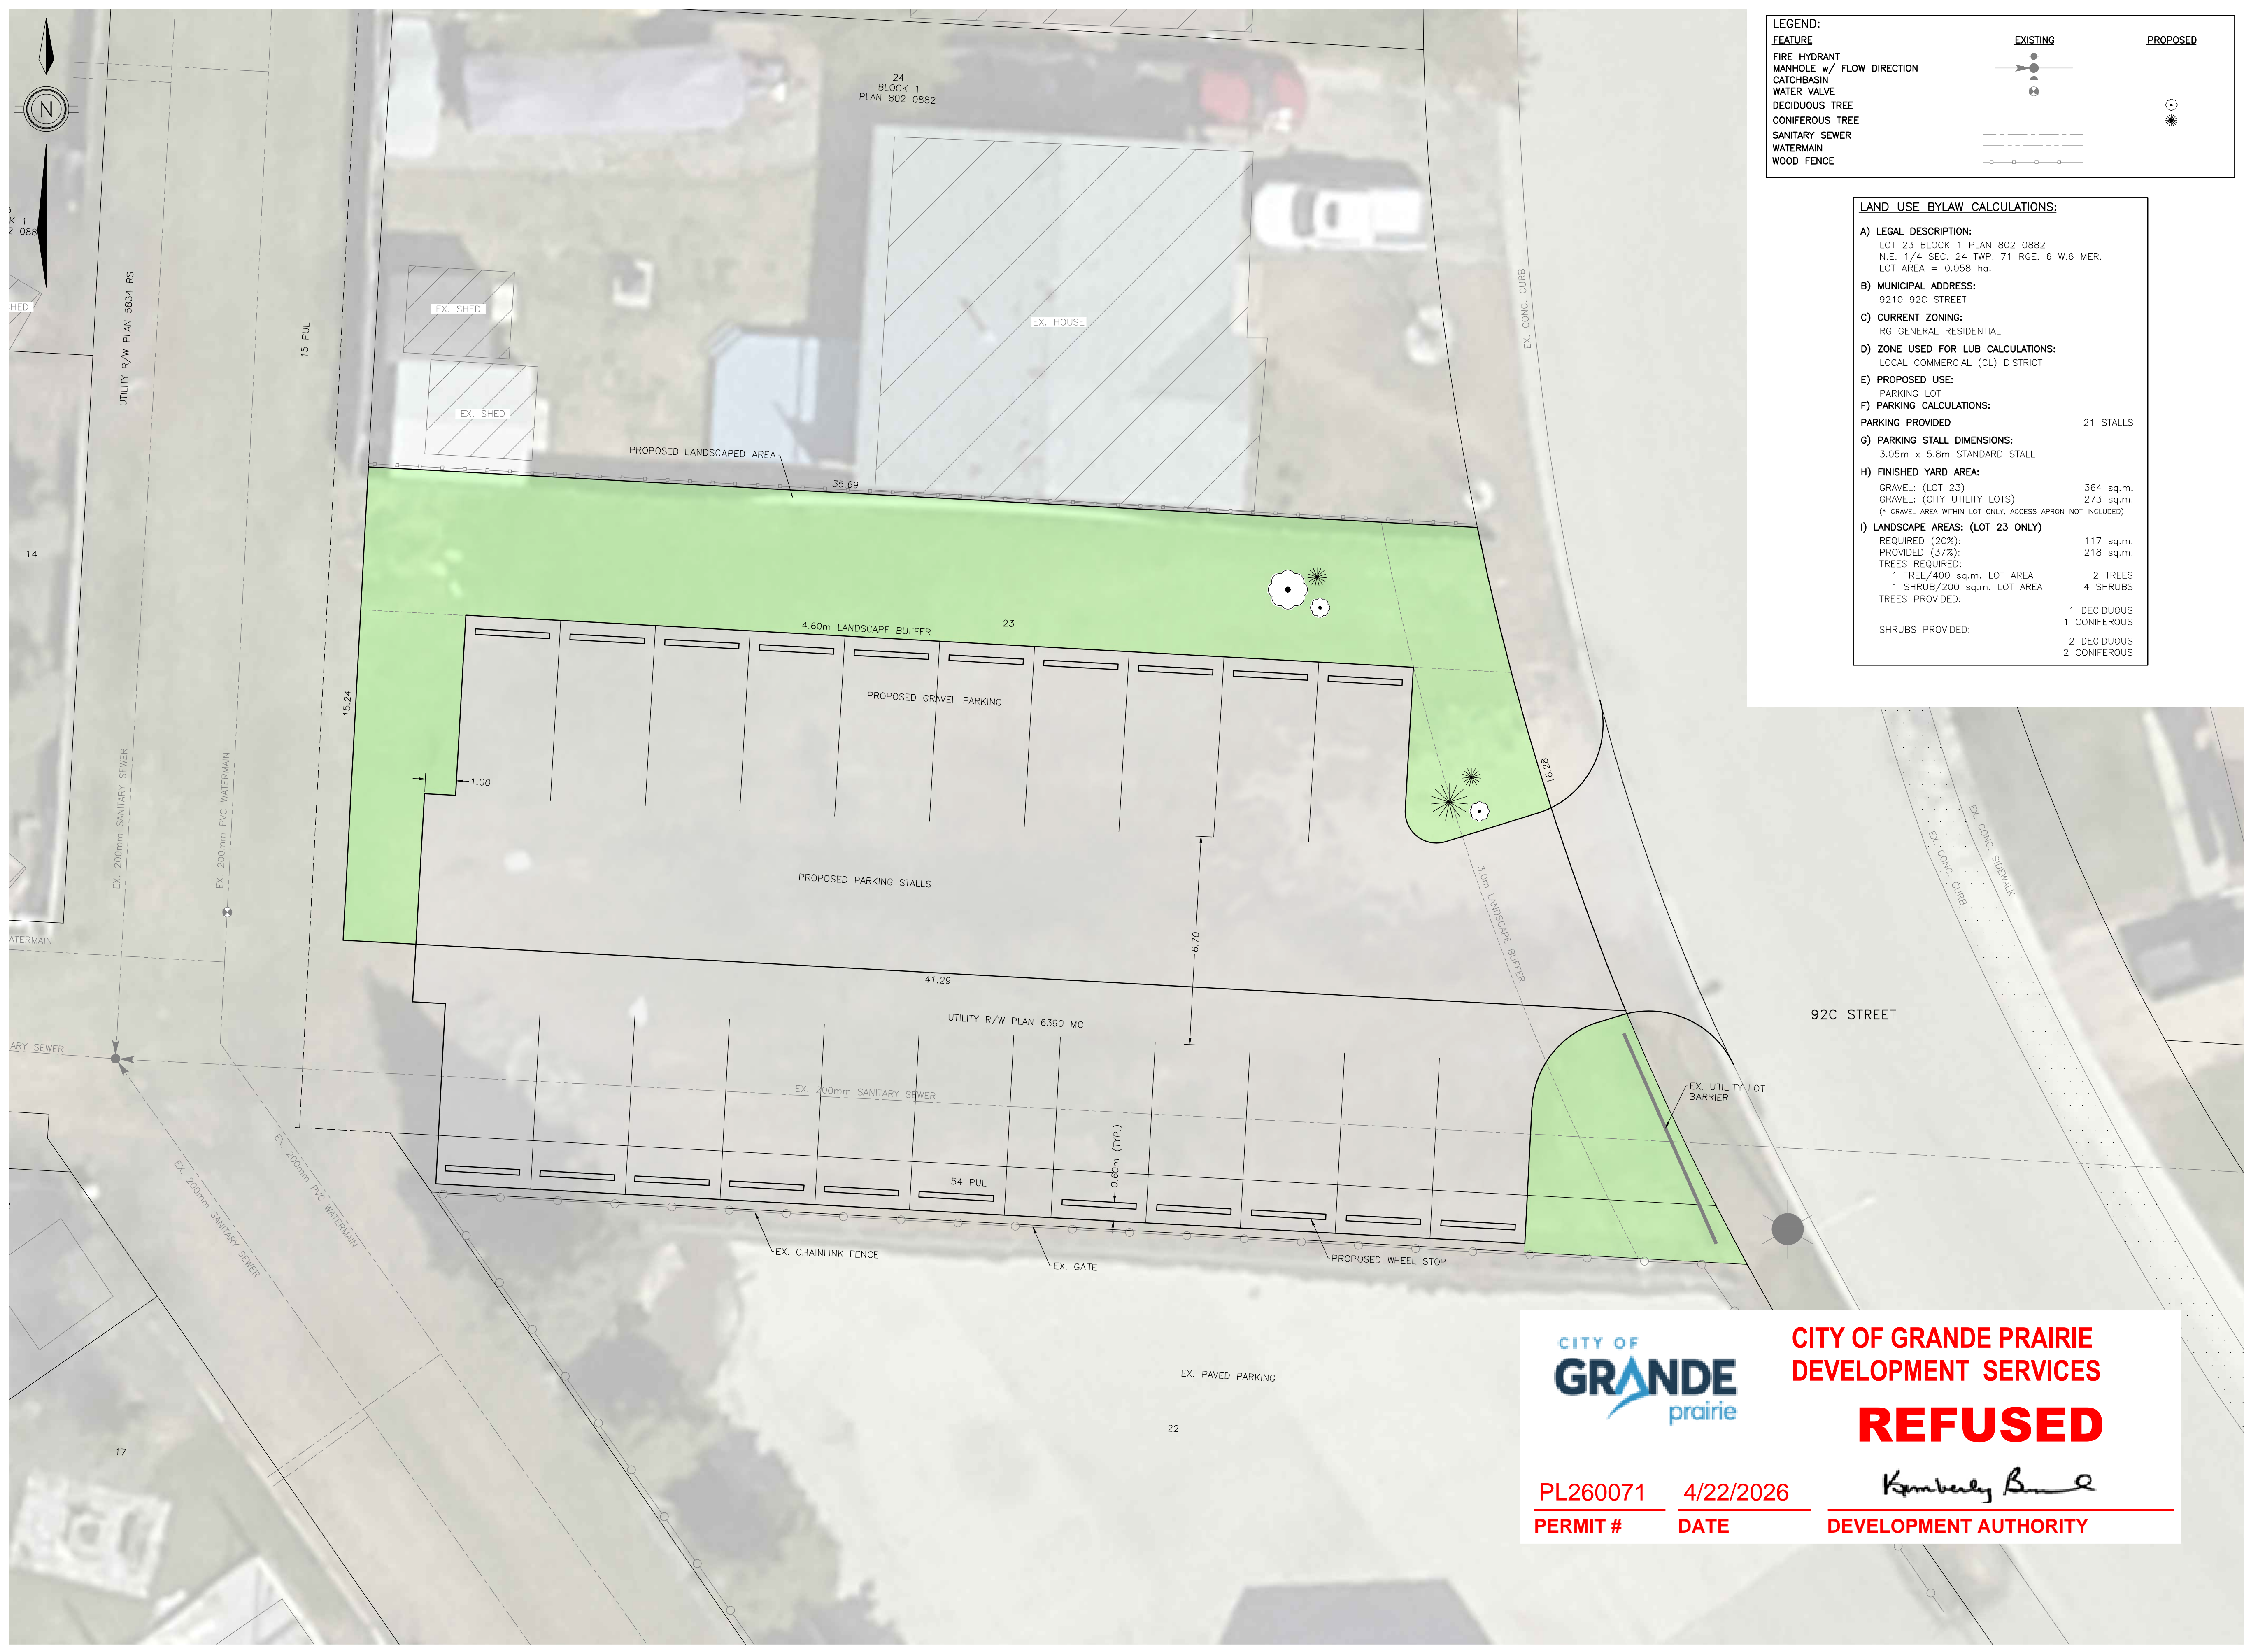 LEGEND:
FEATURE EXISTING PROPOSED
FIRE HYDRANT
MANHOLE w/ FLOW DIRECTION
CATCHBASIN
WATER VALVE
DECIDUOUS TREE
CONIFEROUS TREE
SANITARY SEWER
WATERMAIN
WOOD FENCE
LAND USE BYLAW CALCULATIONS:
A) LEGAL DESCRIPTION:
LOT 23 BLOCK 1 PLAN 802 0882
N.E. 1/4 SEC. 24 TWP. 71 RGE. 6 W.6 MER.
LOT AREA = 0.058 ha.
B) MUNICIPAL ADDRESS:
9210 92C STREET
C) CURRENT ZONING:
RG GENERAL RESIDENTIAL
D) ZONE USED FOR LUB CALCULATIONS:
LOCAL COMMERCIAL (CL) DISTRICT
E) PROPOSED USE:
PARKING LOT
F) PARKING CALCULATIONS:
PARKING PROVIDED 21 STALLS
G) PARKING STALL DIMENSIONS:
3.05m x 5.8m STANDARD STALL
H) FINISHED YARD AREA:
GRAVEL: (LOT 23) 364 sq.m.
GRAVEL: (CITY UTILITY LOTS) 273 sq.m.
(* GRAVEL AREA WITHIN LOT ONLY, ACCESS APRON NOT INCLUDED).
I) LANDSCAPE AREAS: (LOT 23 ONLY)
REQUIRED (20%): 117 sq.m.
PROVIDED (37%): 218 sq.m.
TREES REQUIRED:
1 TREE/400 sq.m. LOT AREA 2 TREES
1 SHRUB/200 sq.m. LOT AREA 4 SHRUBS
TREES PROVIDED:
1 DECIDUOUS
1 CONIFEROUS
SHRUBS PROVIDED:
2 DECIDUOUS
2 CONIFEROUS
N
24
BLOCK 1
PLAN 802 0882
K 1
2 088
HED
UTILITY R/W PLAN 5834 RS
15 PUL
EX. SHED
EX. SHED
EX. HOUSE
EX. CONC. CURB
PROPOSED LANDSCAPED AREA
35.69
14
4.60m LANDSCAPE BUFFER
23
PROPOSED GRAVEL PARKING
15.24
1.00
16.28
EX. 200mm SANITARY SEWER
EX. 200mm PVC WATERMAIN
PROPOSED PARKING STALLS
3.0m LANDSCAPE BUFFER
EX. CONC. SIDEWALK
EX. CONC. CURB
6.70
ATERMAIN
41.29
UTILITY R/W PLAN 6390 MC
92C STREET
ARY SEWER
EX. 200mm SANITARY SEWER
EX. UTILITY LOT
BARRIER
0.60m (TYP.)
54 PUL
EX. 200mm SANITARY SEWER
EX. 200mm PVC WATERMAIN
EX. CHAINLINK FENCE
EX. GATE
PROPOSED WHEEL STOP
EX. PAVED PARKING
22
17
CITY OF
GRANDE
prairie
CITY OF GRANDE PRAIRIE
DEVELOPMENT SERVICES
REFUSED
PL260071 4/22/2026
PERMIT # DATE DEVELOPMENT AUTHORITY